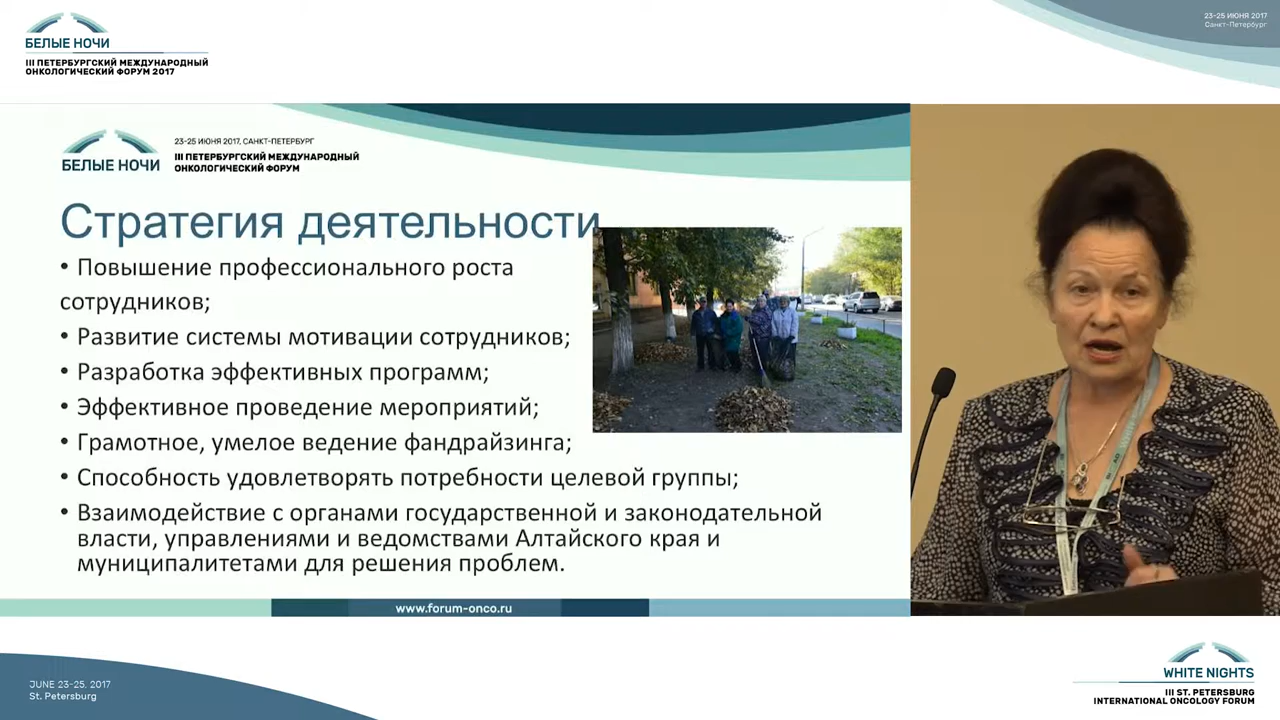 БЕЛЫЕ НОЧИ
III ПЕТЕРБУРГСКИЙ МЕЖДУНАРОДНЫЙ
ОНКОЛОГИЧЕСКИЙ ФОРУМ 2017
23-25 ИЮНЯ 2017
Санкт-Петербург
БЕЛЫЕ НОЧИ
23-25 ИЮНЯ 2017, САНКТ-ПЕТЕРБУРГ
III ПЕТЕРБУРГСКИЙ МЕЖДУНАРОДНЫЙ
ОНКОЛОГИЧЕСКИЙ ФОРУМ
Стратегия деятельности
• Повышение профессионального роста
сотрудников;
• Развитие системы мотивации сотрудников;
• Разработка эффективных программ;
• Эффективное проведение мероприятий;
• Грамотное, умелое ведение фандрайзинга;
• Способность удовлетворять потребности целевой группы;
• Взаимодействие с органами государственной и законодательной
власти, управлениями и ведомствами Алтайского края и
муниципалитетами для решения проблем.
www.forum-onco.ru
JUNE 23-25, 2017
St. Petersburg
WHITE NIGHTS
III ST. PETERSBURG
INTERNATIONAL ONCOLOGY FORUM